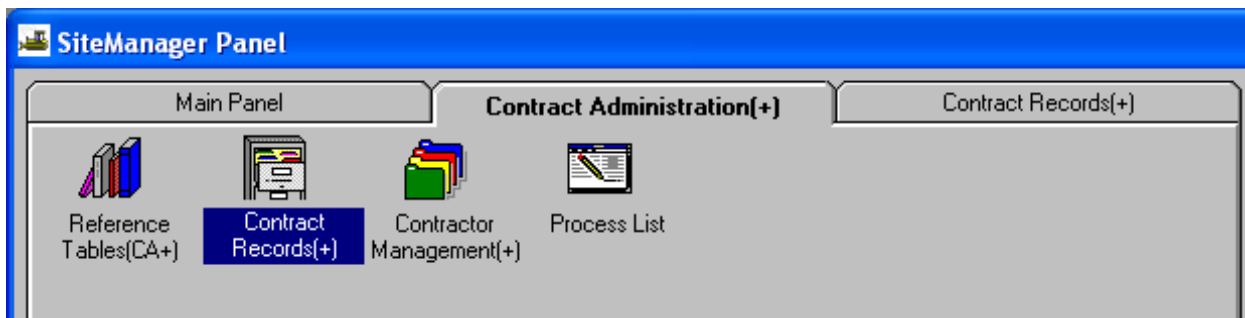 SiteManager Panel
Main Panel
Contract Administration(+)
Contract Records(+)
Reference
Tables(CA+)
Contract
Records(+)
Contractor
Management(+)
Process List